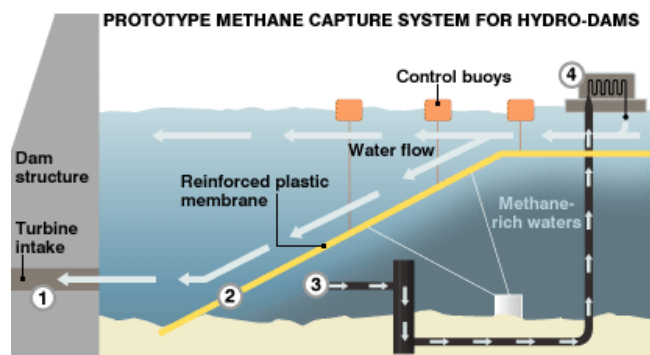 PROTOTYPE METHANE CAPTURE SYSTEM FOR HYDRO-DAMS
4
Control buoys
Water flow
Dam
structure
Reinforced plastic
membrane
Methane-
rich waters
Turbine
intake
3
1
2